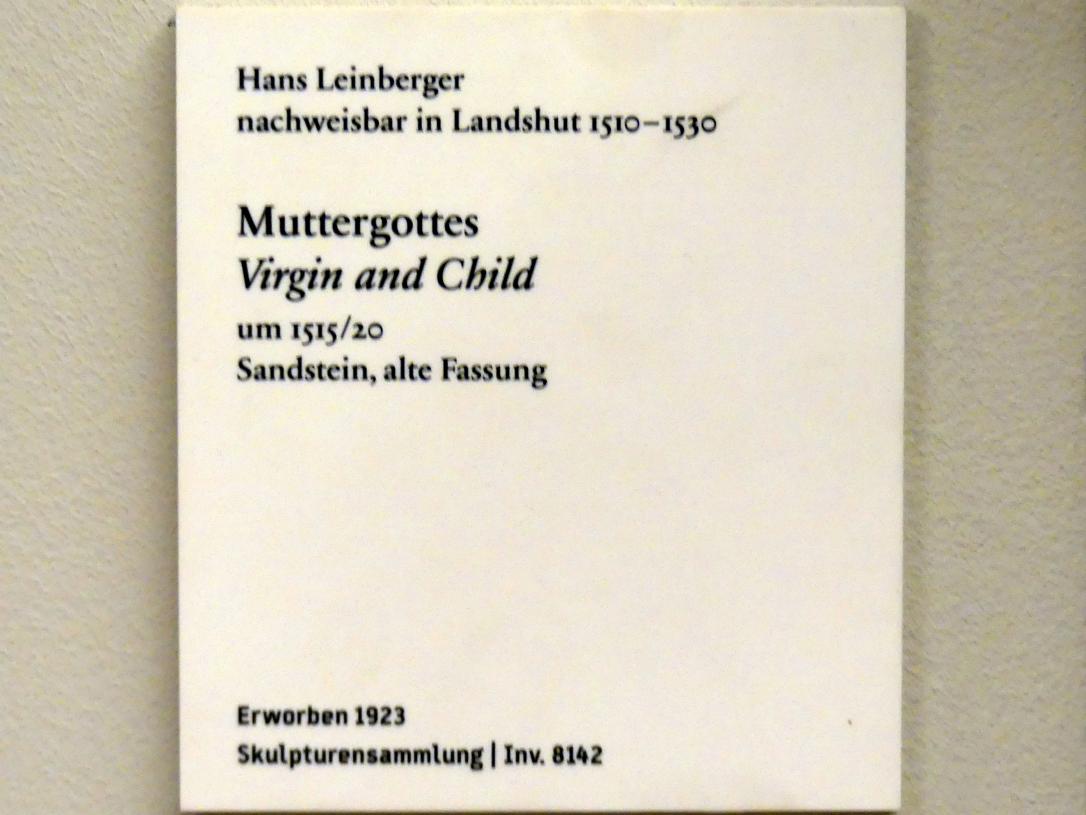 Hans Leinberger
nachweisbar in Landshut 1510–1530
Muttergottes
Virgin and Child
um 1515/20
Sandstein, alte Fassung
Erworben 1923
Skulpturensammlung | Inv. 8142